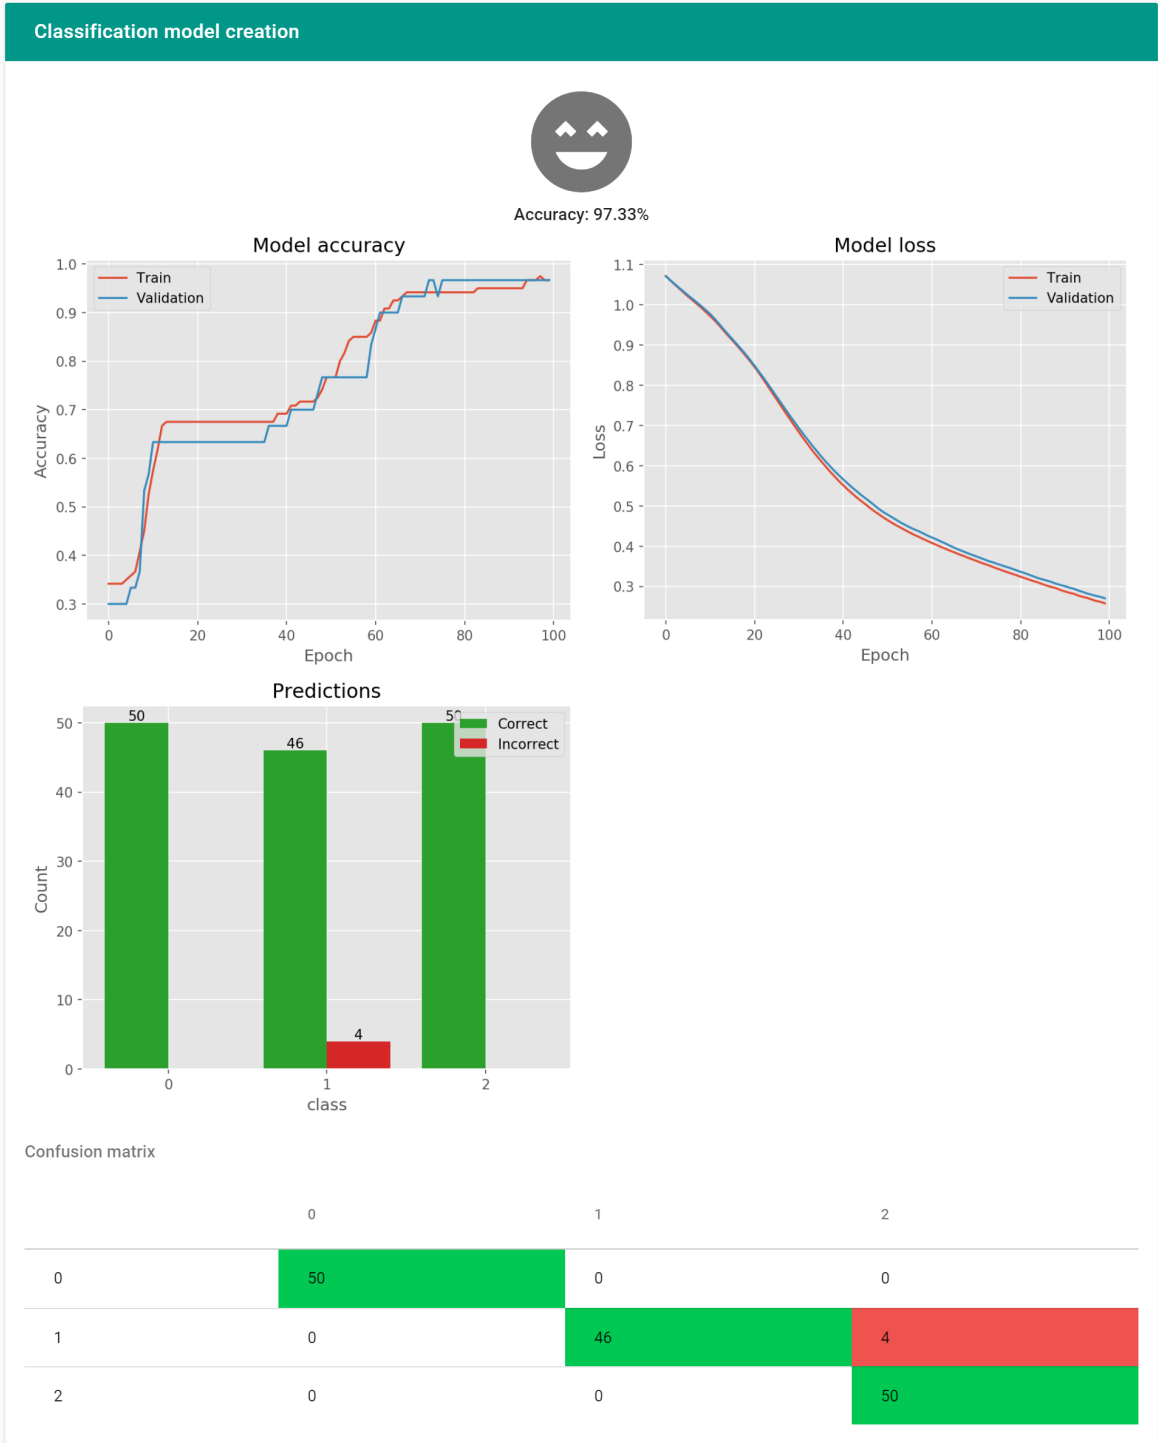 Classification model creation
Accuracy: 97.33%
Model accuracy
1.0
0.9
0.8
0.7
0.6
0.5
0.4
0.3
Accuracy
Train
Validation
0 20 40 60 80 100
Epoch
Model loss
1.1
1.0
0.9
0.8
0.7
0.6
0.5
0.4
0.3
Loss
Train
Validation
0 20 40 60 80 100
Epoch
Predictions
50
40
30
20
10
0
Count
50
46
4
50
Correct
Incorrect
0 1 2
class
Confusion matrix
0 1 2
0 50 0 0
1 0 46 4
2 0 0 50